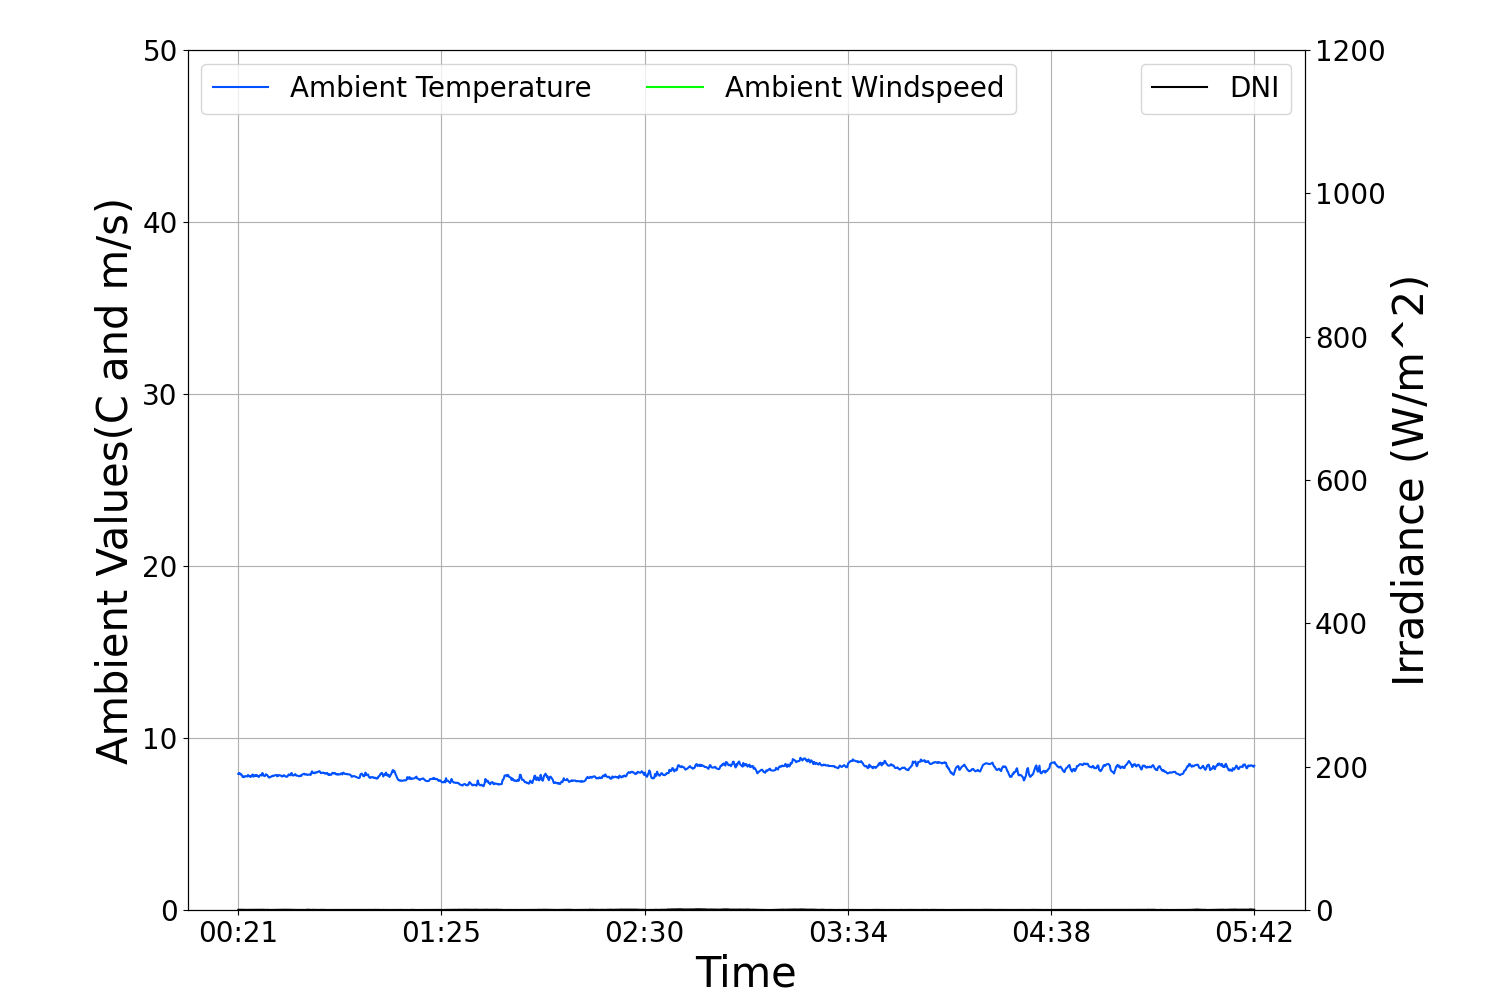 Ambient Temperature
Ambient Windspeed
DNI
Ambient Values(C and m/s)
50
40
30
20
10
0
1200
1000
800
600
400
200
0
Irradiance (W/m^2)
00:21 01:25 02:30 03:34 04:38 05:42
Time